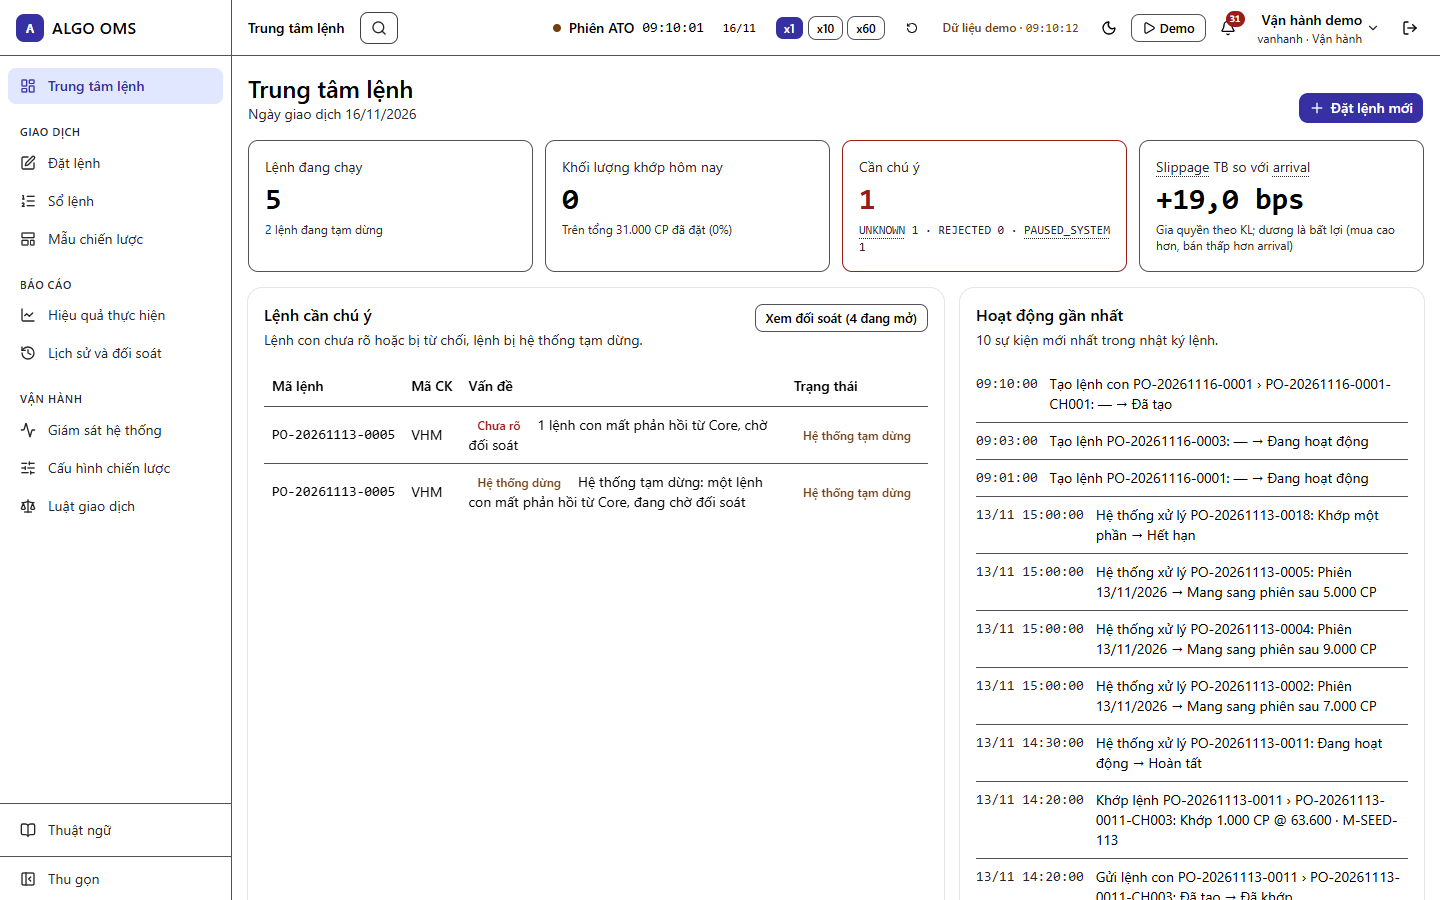 A ALGO OMS
Trung tâm lệnh
Phiên ATO 09:10:01 16/11 x1 x10 x60 Dữ liệu demo · 09:10:12 Demo 31 Vận hành demo
vanhanh · Vận hành
Trung tâm lệnh
GIAO DỊCH
Đặt lệnh
Sổ lệnh
Mẫu chiến lược
BÁO CÁO
Hiệu quả thực hiện
Lịch sử và đối soát
VẬN HÀNH
Giám sát hệ thống
Cấu hình chiến lược
Luật giao dịch
Thuật ngữ
Thu gọn
Trung tâm lệnh
Ngày giao dịch 16/11/2026
Đặt lệnh mới
Lệnh đang chạy
5
2 lệnh đang tạm dừng
Khối lượng khớp hôm nay
0
Trên tổng 31.000 CP đã đặt (0%)
Cần chú ý
1
UNKNOWN 1 · REJECTED 0 · PAUSED_SYSTEM
1
Slippage TB so với arrival
+19,0 bps
Gia quyền theo KL; dương là bất lợi (mua cao
hơn, bán thấp hơn arrival)
Lệnh cần chú ý
Lệnh con chưa rõ hoặc bị từ chối, lệnh bị hệ thống tạm dừng.
Xem đối soát (4 đang mở)
Mã lệnh Mã CK Vấn đề Trạng thái
PO-20261113-0005 VHM Chưa rõ 1 lệnh con mất phản hồi từ Core, chờ
đối soát
Hệ thống tạm dừng
PO-20261113-0005 VHM Hệ thống dừng Hệ thống tạm dừng: một lệnh
con mất phản hồi từ Core, đang chờ đối soát
Hệ thống tạm dừng
Hoạt động gần nhất
10 sự kiện mới nhất trong nhật ký lệnh.
09:10:00 Tạo lệnh con PO-20261116-0001 › PO-20261116-0001-
CH001: — → Đã tạo
09:03:00 Tạo lệnh PO-20261116-0003: — → Đang hoạt động
09:01:00 Tạo lệnh PO-20261116-0001: — → Đang hoạt động
13/11 15:00:00 Hệ thống xử lý PO-20261113-0018: Khớp một
phần → Hết hạn
13/11 15:00:00 Hệ thống xử lý PO-20261113-0005: Phiên
13/11/2026 → Mang sang phiên sau 5.000 CP
13/11 15:00:00 Hệ thống xử lý PO-20261113-0004: Phiên
13/11/2026 → Mang sang phiên sau 9.000 CP
13/11 15:00:00 Hệ thống xử lý PO-20261113-0002: Phiên
13/11/2026 → Mang sang phiên sau 7.000 CP
13/11 14:30:00 Hệ thống xử lý PO-20261113-0011: Đang hoạt
động → Hoàn tất
13/11 14:20:00 Khớp lệnh PO-20261113-0011 › PO-20261113-
0011-CH003: Khớp 1.000 CP @ 63.600 · M-SEED-
113
13/11 14:20:00 Gửi lệnh con PO-20261113-0011 › PO-20261113-
0011-CH003: Đã tạo → Đã khớp